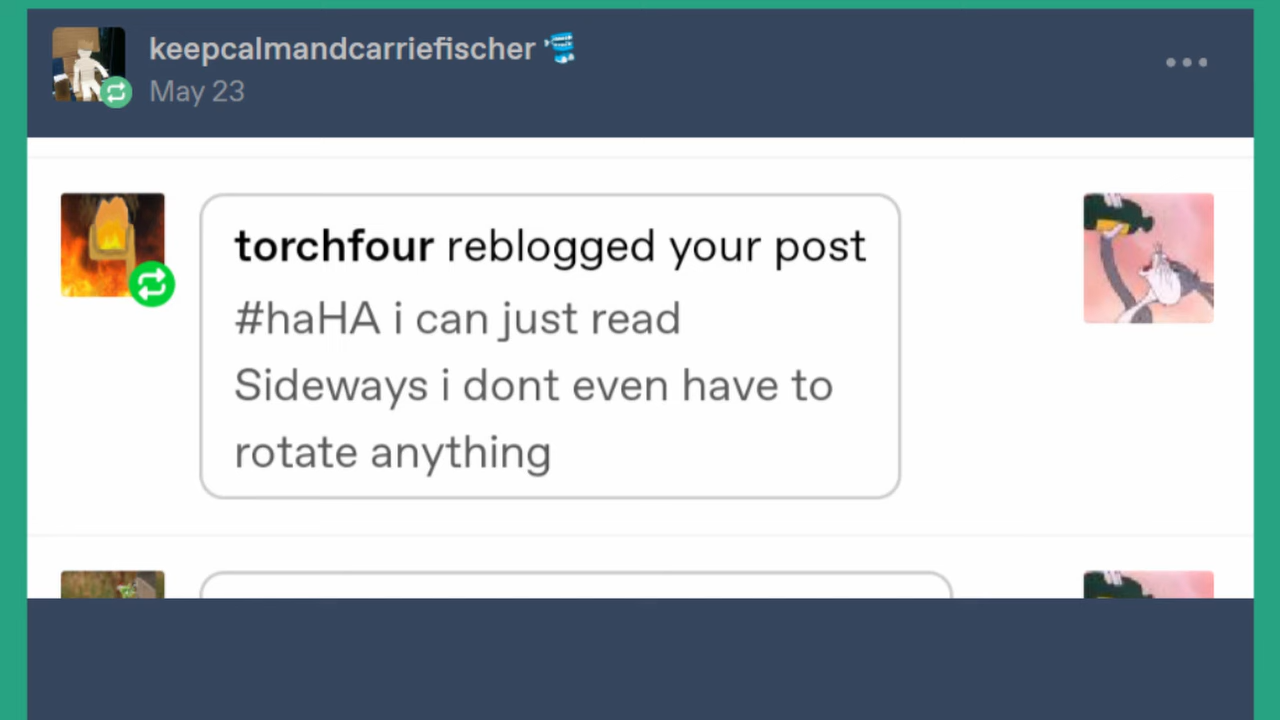 keepcalmandcarriefischer
May 23
torchfour reblogged your post
#haHA i can just read
Sideways i dont even have to
rotate anything